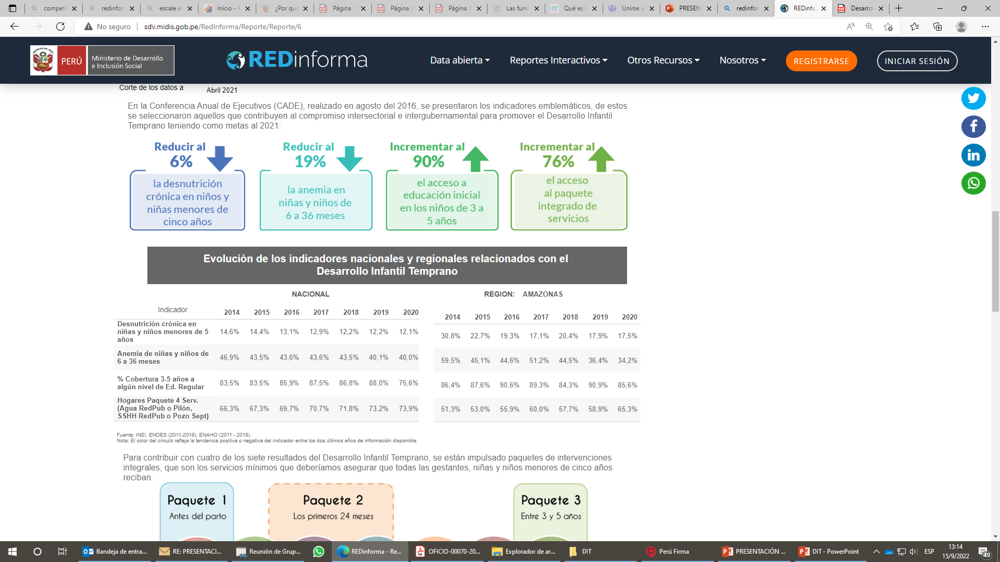 compete
redinform
escale e
Inicio - E
¿Por qué
Página 1
Página 1
Página 1
Las func
Qué es l
Unirse a
PRESENT
redinfor
REDinfo
Desarrol
No seguro
sdv.midis.gob.pe/RedInforma/Reporte/Reporte/6
PERÚ
Ministerio de Desarrollo
e Inclusión Social
REDinforma
Data abierta
Reportes Interactivos
Otros Recursos
Nosotros
REGISTRARSE
INICIAR SESIÓN
Corte de los datos a Abril 2021
En la Conferencia Anual de Ejecutivos (CADE), realizado en agosto del 2016, se presentaron los indicadores emblemáticos, de estos
se seleccionaron aquellos que contribuyen al compromiso intersectorial e intergubernamental para promover el Desarrollo Infantil
Temprano teniendo como metas al 2021:
Reducir al
6%
la desnutrición
crónica en niños y
niñas menores de
cinco años
Reducir al
19%
la anemia en
niñas y niños de
6 a 36 meses
Incrementar al
90%
el acceso a
educación inicial
en los niños de 3 a
5 años
Incrementar al
76%
el acceso
al paquete
integrado de
servicios
Evolución de los indicadores nacionales y regionales relacionados con el
Desarrollo Infantil Temprano
NACIONAL
REGION: AMAZONAS
Indicador 2014 2015 2016 2017 2018 2019 2020
2014 2015 2016 2017 2018 2019 2020
Desnutrición crónica en
niñas y niños menores de 5
años
14,6% 14,4% 13,1% 12,9% 12,2% 12,2% 12,1%
30,8% 22,7% 19,3% 17,1% 20,4% 17,9% 17,5%
Anemia de niñas y niños de
6 a 36 meses
46,9% 43,5% 43,6% 43,6% 43,5% 40,1% 40,0%
59,5% 45,1% 44,6% 51,2% 44,5% 36,4% 34,2%
% Cobertura 3-5 años a
algún nivel de Ed. Regular
83,5% 83,5% 85,9% 87,5% 86,8% 88,0% 75,6%
86,4% 87,6% 90,6% 89,3% 84,3% 90,9% 85,6%
Hogares Paquete 4 Serv.
(Agua RedPub o Pilón,
SSHH RedPub o Pozo Sept)
66,3% 67,3% 69,7% 70,7% 71,8% 73,2% 73,9%
51,3% 53,0% 55,9% 60,0% 57,7% 58,9% 65,3%
Fuente: INEI, ENDES (2011-2018), ENAHO (2011 - 2018).
Nota: El color del círculo refleja la tendencia positiva o negativa del indicador entre los dos últimos años de información disponible.
Para contribuir con cuatro de los siete resultados del Desarrollo Infantil Temprano, se están impulsado paquetes de intervenciones
integrales, que son los servicios mínimos que deberíamos asegurar que todas las gestantes, niñas y niños menores de cinco años
reciban.
Paquete 1
Antes del parto
Paquete 2
Los primeros 24 meses
Paquete 3
Entre 3 y 5 años
Bandeja de entra...
RE: PRESENTACI...
Reunión de Grup...
REDinforma - Re...
OFICIO-00070-20...
Explorador de ar...
DIT
Perú Firma
PRESENTACIÓN ...
DIT - PowerPoint
ESP
13:14
15/9/2022
49